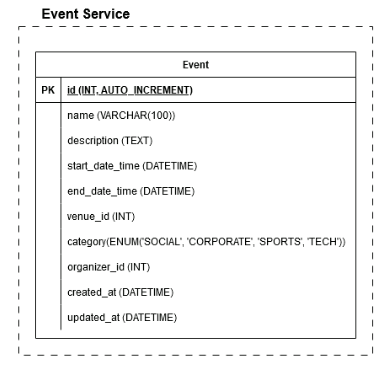 Event Service
Event
PK id (INT, AUTO_INCREMENT)
name (VARCHAR(100))
description (TEXT)
start_date_time (DATETIME)
end_date_time (DATETIME)
venue_id (INT)
category(ENUM('SOCIAL', 'CORPORATE', 'SPORTS', 'TECH'))
organizer_id (INT)
created_at (DATETIME)
updated_at (DATETIME)